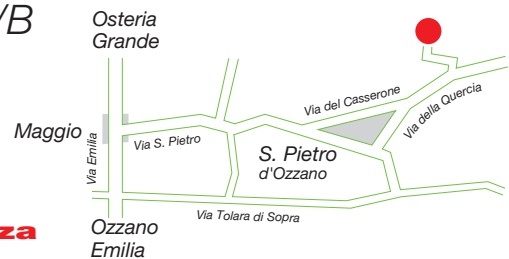 /B
Osteria
Grande
Via del Casserone
Via della Quercia
Maggio
Via Emilia
Via S. Pietro
S. Pietro
d'Ozzano
Via Tolara di Sopra
za
Ozzano
Emilia